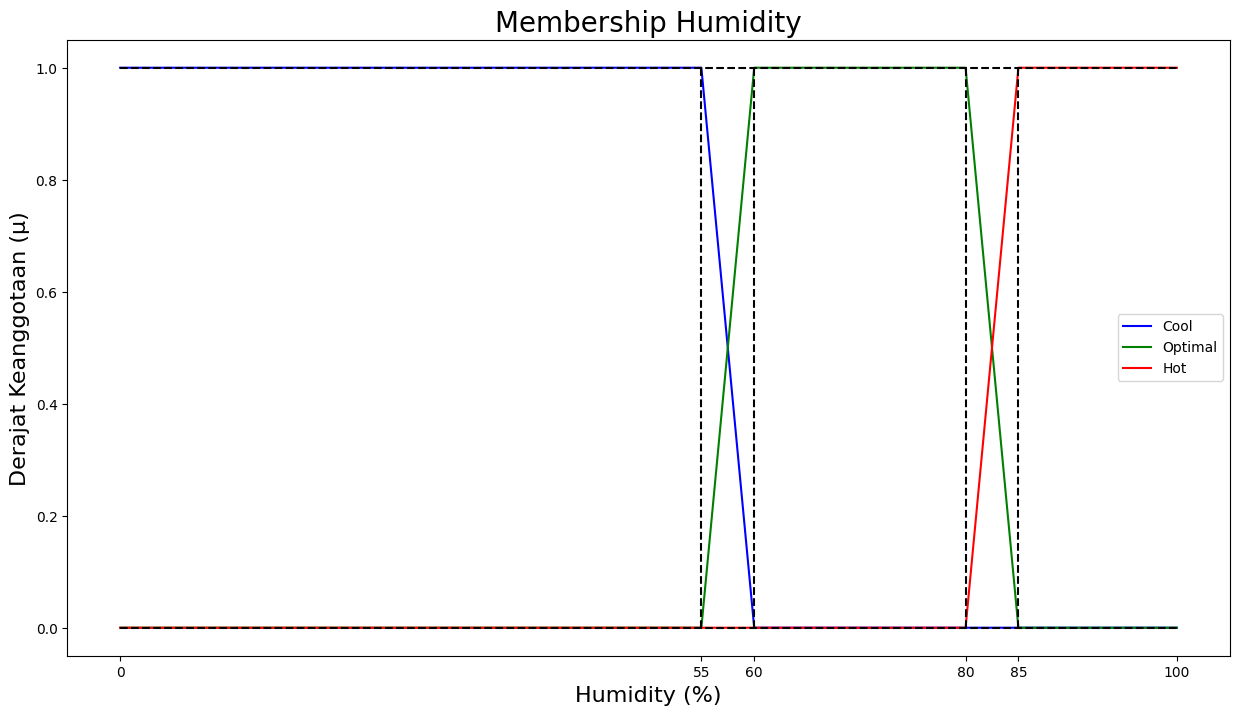 Membership Humidity
Derajat Keanggotaan (μ)
1.0
0.8
0.6
0.4
0.2
0.0
Cool
Optimal
Hot
0 55 60 80 85 100
Humidity (%)